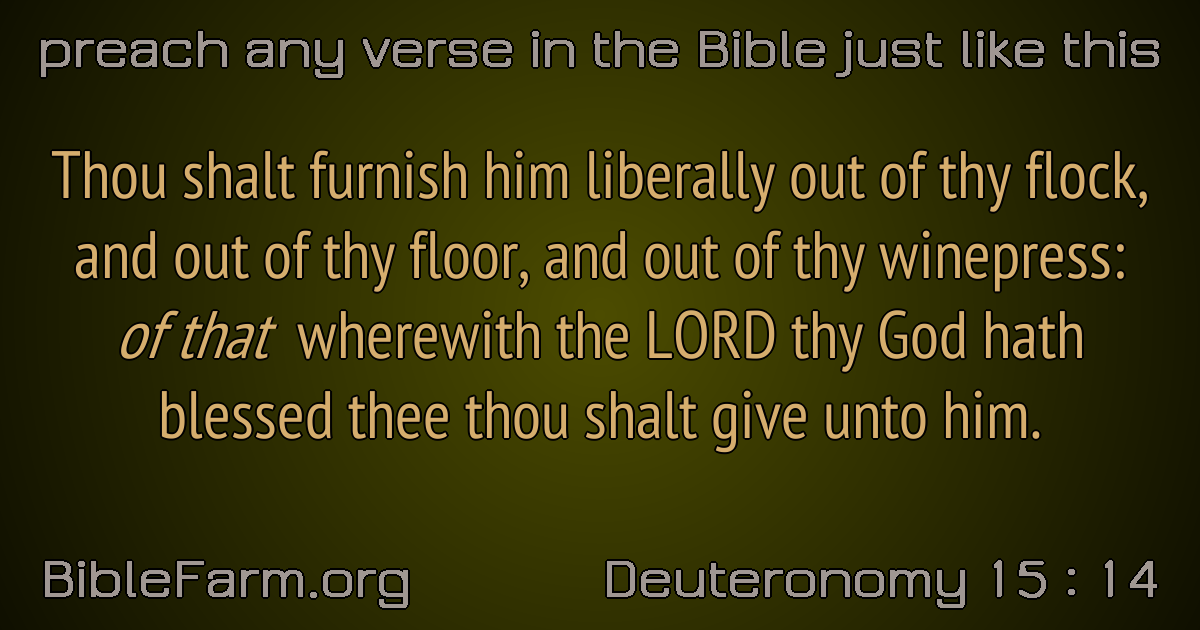 preach any verse in the Bible just like this
Thou shalt furnish him liberally out of thy flock,
and out of thy floor, and out of thy winepress:
of that wherewith the LORD thy God hath
blessed thee thou shalt give unto him.
BibleFarm.org
Deuteronomy 15 : 14